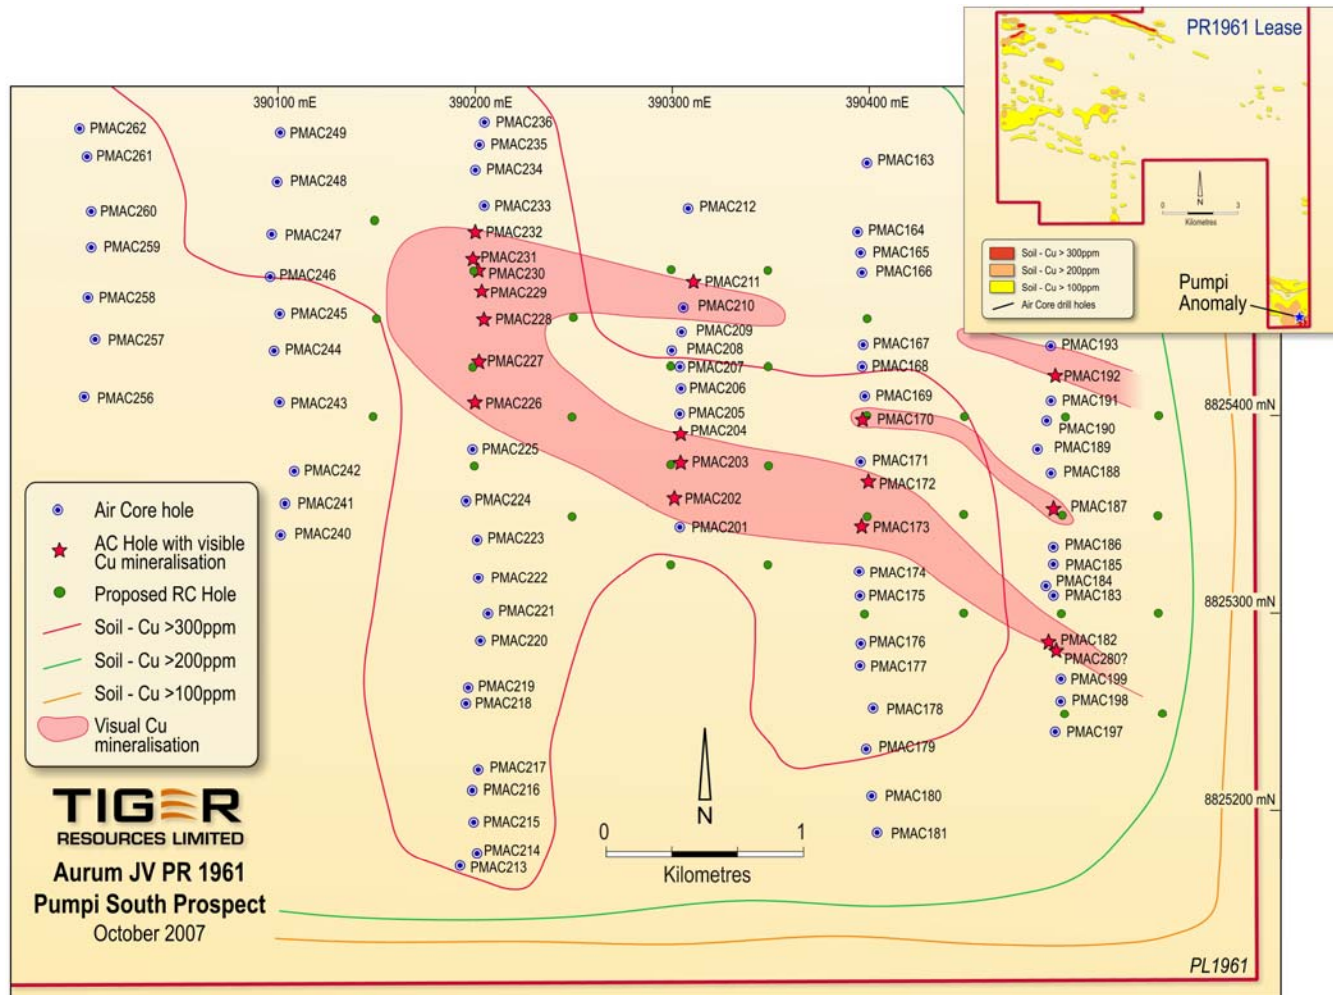 PR1961 Lease
N
0 3
Kilometres
Soil - Cu > 300ppm
Soil - Cu > 200ppm
Soil - Cu > 100ppm
Air Core drill holes
Pumpi
Anomaly
390100 mE
390200 mE
390300 mE
390400 mE
8825400 mN
8825300 mN
8825200 mN
PMAC262
PMAC261
PMAC260
PMAC259
PMAC258
PMAC257
PMAC256
PMAC249
PMAC248
PMAC247
PMAC246
PMAC245
PMAC244
PMAC243
PMAC242
PMAC241
PMAC240
PMAC236
PMAC235
PMAC234
PMAC233
PMAC232
PMAC231
PMAC230
PMAC229
PMAC228
PMAC227
PMAC226
PMAC225
PMAC224
PMAC223
PMAC222
PMAC221
PMAC220
PMAC219
PMAC218
PMAC217
PMAC216
PMAC215
PMAC214
PMAC213
PMAC212
PMAC211
PMAC210
PMAC209
PMAC208
PMAC207
PMAC206
PMAC205
PMAC204
PMAC203
PMAC202
PMAC201
PMAC163
PMAC164
PMAC165
PMAC166
PMAC167
PMAC168
PMAC169
PMAC170
PMAC171
PMAC172
PMAC173
PMAC174
PMAC175
PMAC176
PMAC177
PMAC178
PMAC179
PMAC180
PMAC181
PMAC193
PMAC192
PMAC191
PMAC190
PMAC189
PMAC188
PMAC187
PMAC186
PMAC185
PMAC184
PMAC183
PMAC182
PMAC280?
PMAC199
PMAC198
PMAC197
Air Core hole
AC Hole with visible
Cu mineralisation
Proposed RC Hole
Soil - Cu >300ppm
Soil - Cu >200ppm
Soil - Cu >100ppm
Visual Cu
mineralisation
TIGER
RESOURCES LIMITED
Aurum JV PR 1961
Pumpi South Prospect
October 2007
N
0 1
Kilometres
PL1961